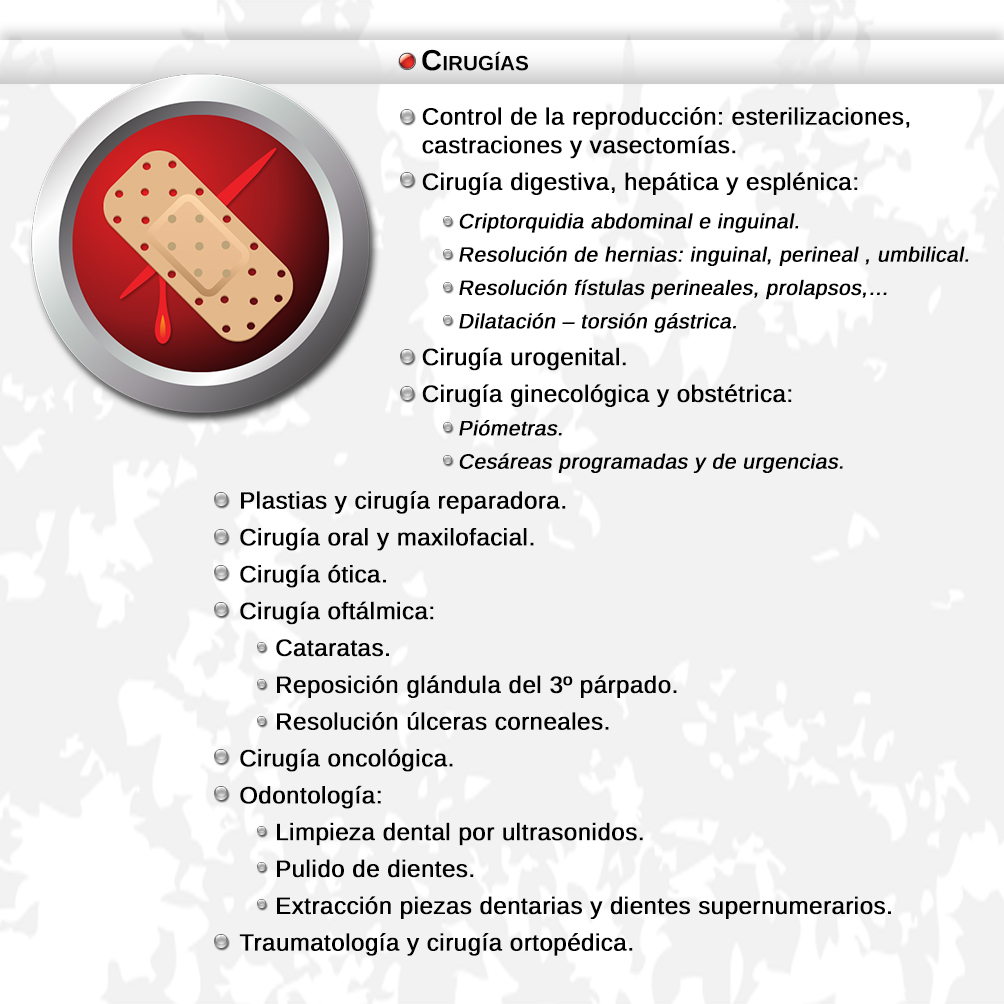 CIRUGÍAS
Control de la reproducción: esterilizaciones,
castraciones y vasectomías.
Cirugía digestiva, hepática y esplénica:
Criptorquidia abdominal e inguinal.
Resolución de hernias: inguinal, perineal , umbilical.
Resolución fístulas perineales, prolapsos,...
Dilatación – torsión gástrica.
Cirugía urogenital.
Cirugía ginecológica y obstétrica:
Piómetras.
Cesáreas programadas y de urgencias.
Plastias y cirugía reparadora.
Cirugía oral y maxilofacial.
Cirugía ótica.
Cirugía oftálmica:
Cataratas.
Reposición glándula del 3º párpado.
Resolución úlceras corneales.
Cirugía oncológica.
Odontología:
Limpieza dental por ultrasonidos.
Pulido de dientes.
Extracción piezas dentarias y dientes supernumerarios.
Traumatología y cirugía ortopédica.